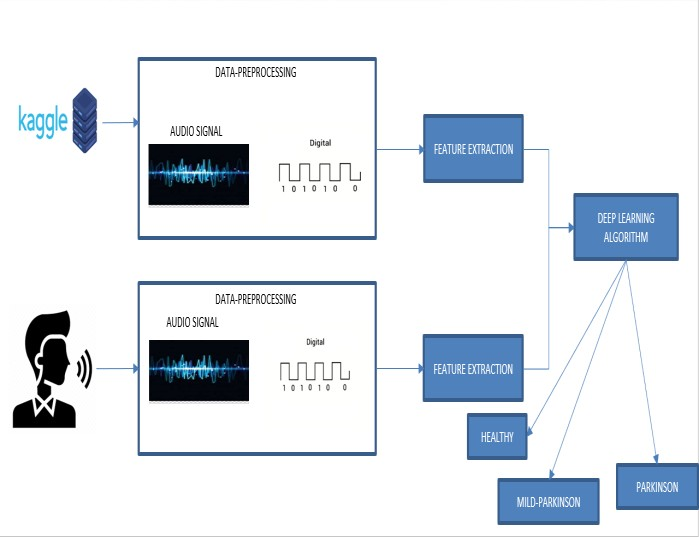 kaggle
DATA-PREPROCESSING
AUDIO SIGNAL
Digital
1 0 1 0 1 0 0
FEATURE EXTRACTION
DEEP LEARNING
ALGORITHM
DATA-PREPROCESSING
AUDIO SIGNAL
Digital
1 0 1 0 1 0 0
FEATURE EXTRACTION
HEALTHY
MILD-PARKINSON
PARKINSON